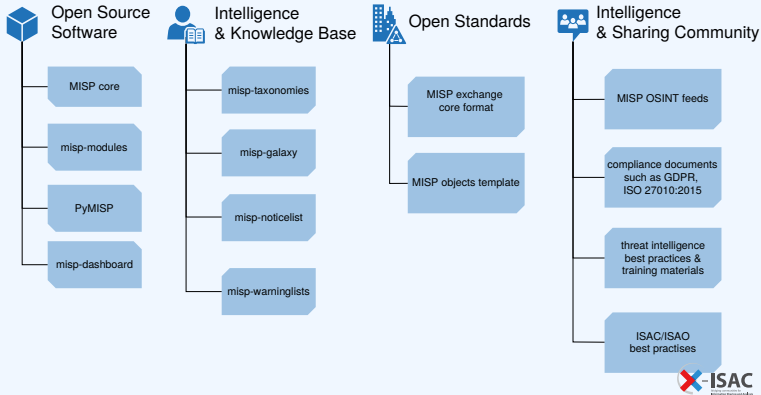 Open Source
Software
MISP core
misp-modules
PyMISP
misp-dashboard
Intelligence
& Knowledge Base
misp-taxonomies
misp-galaxy
misp-noticelist
misp-warninglists
Open Standards
MISP exchange
core format
MISP objects template
Intelligence
& Sharing Community
MISP OSINT feeds
compliance documents
such as GDPR,
ISO 27010:2015
threat intelligence
best practices &
training materials
ISAC/ISAO
best practises
X-ISAC